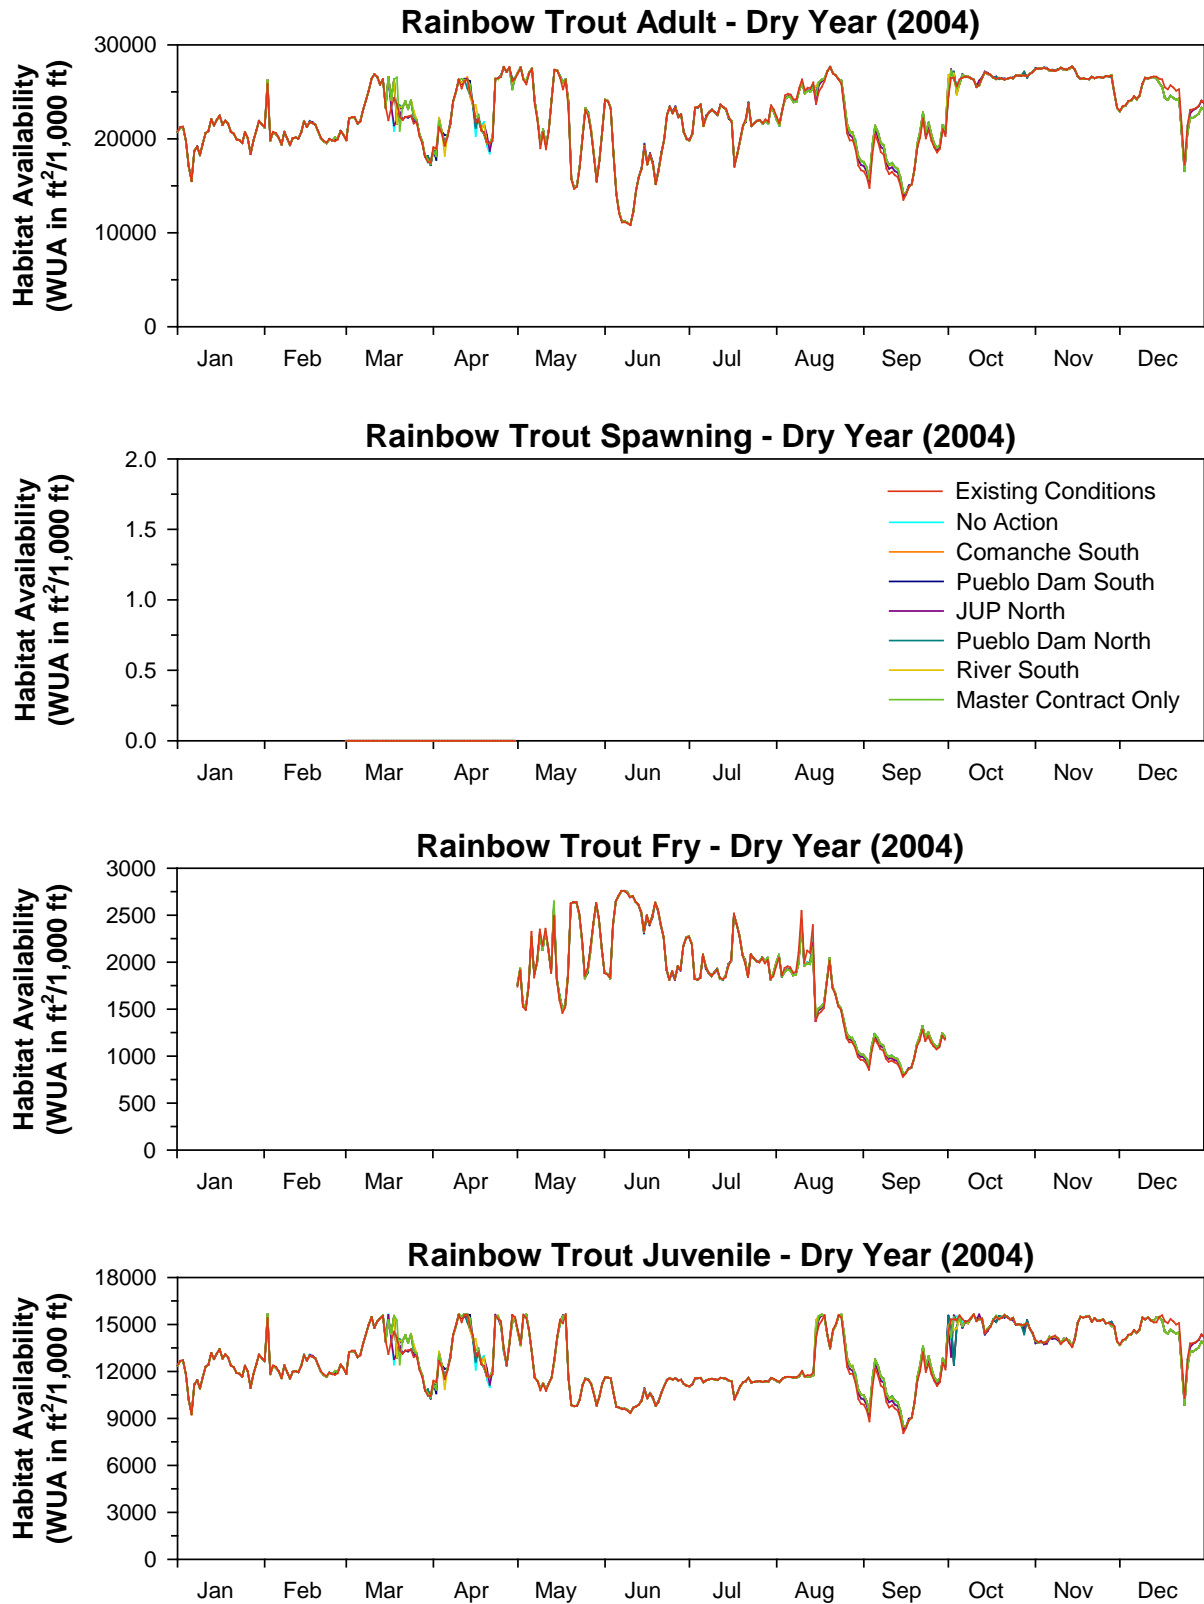 Rainbow Trout Adult - Dry Year (2004)
Habitat Availability
(WUA in ft²/1,000 ft)
30000
20000
10000
0
Jan Feb Mar Apr May Jun Jul Aug Sep Oct Nov Dec
Rainbow Trout Spawning - Dry Year (2004)
Habitat Availability
(WUA in ft²/1,000 ft)
2.0
1.5
1.0
0.5
0.0
Existing Conditions
No Action
Comanche South
Pueblo Dam South
JUP North
Pueblo Dam North
River South
Master Contract Only
Jan Feb Mar Apr May Jun Jul Aug Sep Oct Nov Dec
Rainbow Trout Fry - Dry Year (2004)
Habitat Availability
(WUA in ft²/1,000 ft)
3000
2500
2000
1500
1000
500
0
Jan Feb Mar Apr May Jun Jul Aug Sep Oct Nov Dec
Rainbow Trout Juvenile - Dry Year (2004)
Habitat Availability
(WUA in ft²/1,000 ft)
18000
15000
12000
9000
6000
3000
0
Jan Feb Mar Apr May Jun Jul Aug Sep Oct Nov Dec